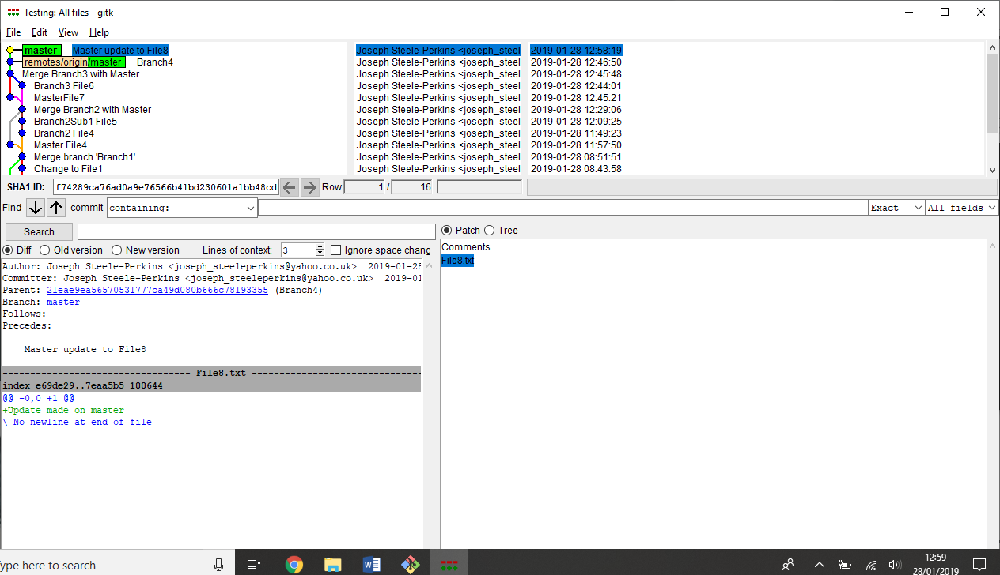 Testing: All files - gitk
File Edit View Help
master Master update to File8 Joseph Steele-Perkins <joseph_steel 2019-01-28 12:58:19
remotes/origin/master Branch4 Joseph Steele-Perkins <joseph_steel 2019-01-28 12:46:50
Merge Branch3 with Master Joseph Steele-Perkins <joseph_steel 2019-01-28 12:45:48
Branch3 File6 Joseph Steele-Perkins <joseph_steel 2019-01-28 12:44:01
MasterFile7 Joseph Steele-Perkins <joseph_steel 2019-01-28 12:45:21
Merge Branch2 with Master Joseph Steele-Perkins <joseph_steel 2019-01-28 12:29:06
Branch2Sub1 File5 Joseph Steele-Perkins <joseph_steel 2019-01-28 12:09:25
Branch2 File4 Joseph Steele-Perkins <joseph_steel 2019-01-28 11:49:23
Master File4 Joseph Steele-Perkins <joseph_steel 2019-01-28 11:57:50
Merge branch 'Branch1' Joseph Steele-Perkins <joseph_steel 2019-01-28 08:51:51
Change to File1 Joseph Steele-Perkins <joseph_steel 2019-01-28 08:43:58
SHA1 ID: f74289ca76ad0a9e76566b41bd230601a1bb48cd Row 1 / 16
Find commit containing: Exact All fields
Search
Patch Tree
Diff Old version New version Lines of context: 3 Ignore space chang
Comments
File8.txt
Author: Joseph Steele-Perkins <joseph_steeleperkins@yahoo.co.uk> 2019-01-28
Committer: Joseph Steele-Perkins <joseph_steeleperkins@yahoo.co.uk> 2019-01
Parent: 21eae9ea56570531777ca49d080b666c78193355 (Branch4)
Branch: master
Follows:
Precedes:
Master update to File8
---------------------------------- File8.txt -------------------------------
index e69de29..7eaa5b5 100644
@@ -0,0 +1 @@
+Update made on master
\ No newline at end of file
ype here to search
12:59
28/01/2019